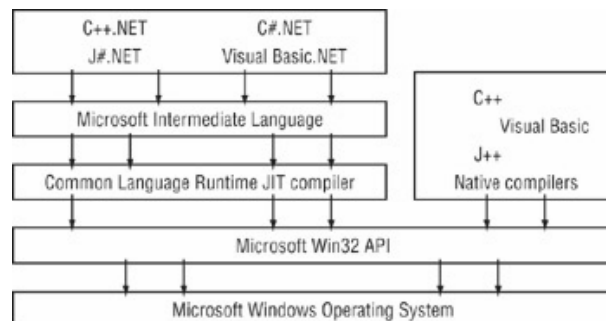 C++.NET C#.NET
J#.NET Visual Basic.NET
Microsoft Intermediate Language
Common Language Runtime JIT compiler
C++
Visual Basic
J++
Native compilers
Microsoft Win32 API
Microsoft Windows Operating System